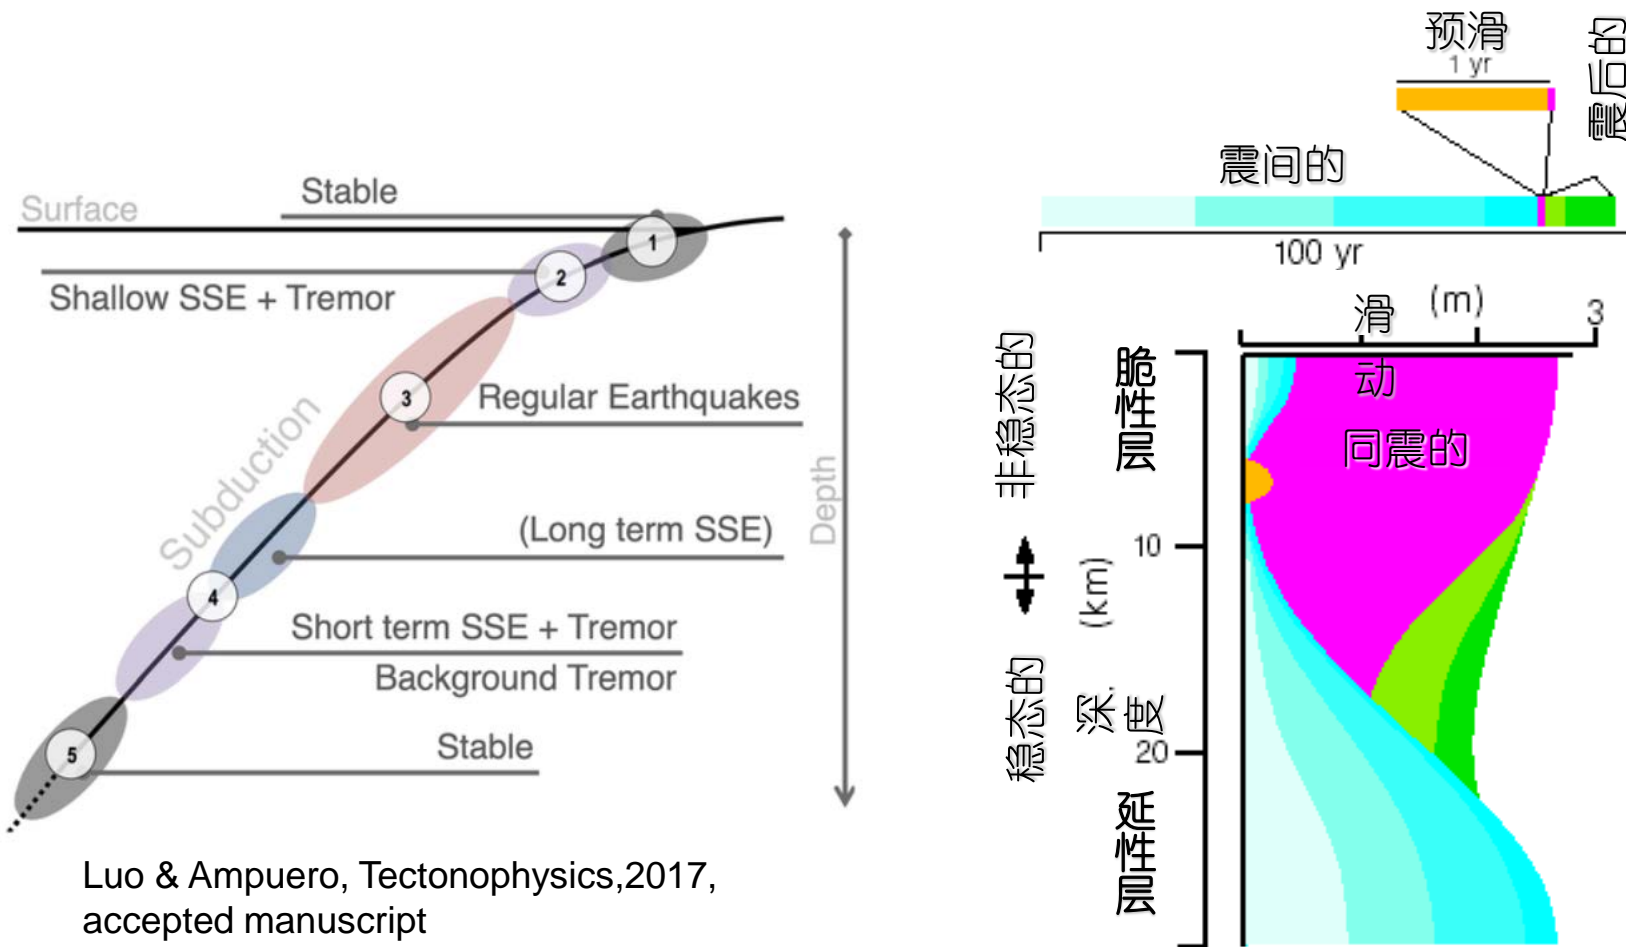 Surface
Stable
1
2
Shallow SSE + Tremor
3
Regular Earthquakes
Subduction
(Long term SSE)
4
Short term SSE + Tremor
Background Tremor
5
Stable
Depth
Luo & Ampuero, Tectonophysics,2017,
accepted manuscript
预滑
1 yr
震后的
震间的
100 yr
滑动
(m)
3
非稳态的
脆性层
同震的
10
(km)
稳态的
深度
20
延性层